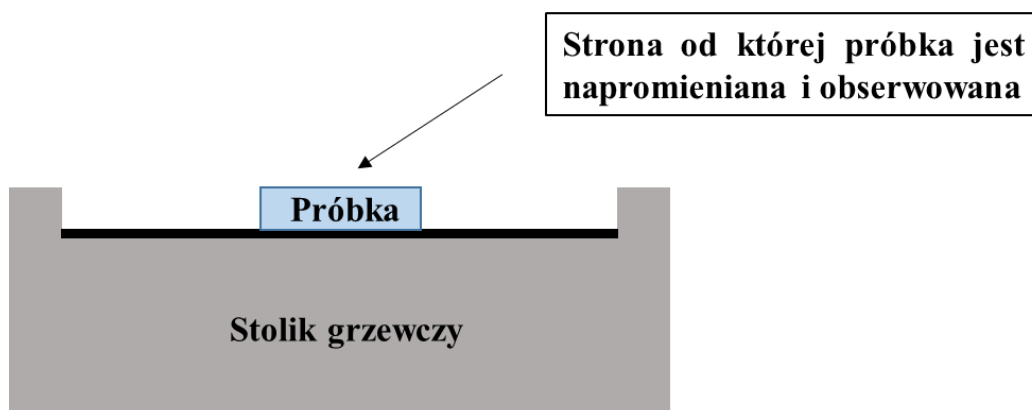 Strona od której próbka jest
napromieniana i obserwowana
Próbka
Stolik grzewczy